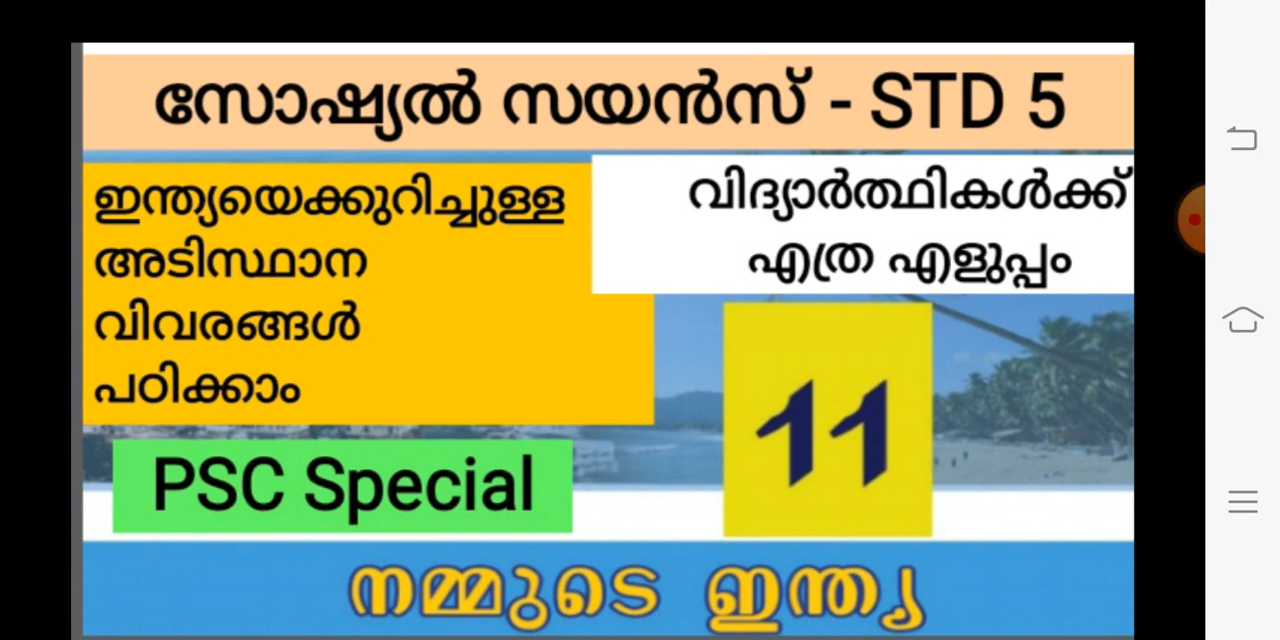 സോഷ്യൽ സയൻസ് - STD 5
ഇന്ത്യയെക്കുറിച്ചുള്ള
അടിസ്ഥാന
വിവരങ്ങൾ
പഠിക്കാം
വിദ്യാർത്ഥികൾക്ക്
എത്ര എളുപ്പം
11
PSC Special
നമ്മുടെ ഇന്ത്യ